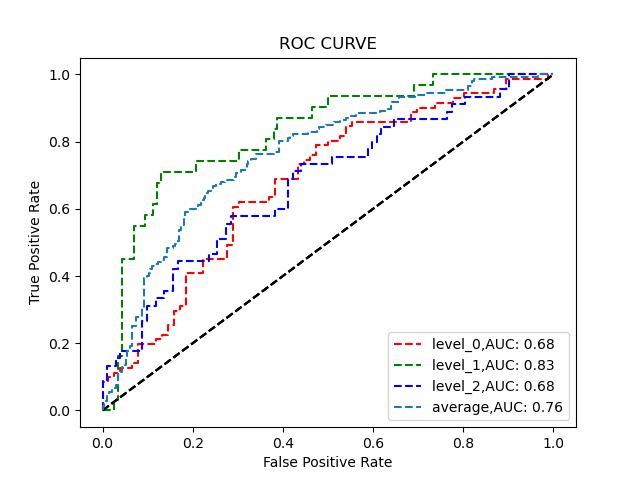 ROC CURVE
True Positive Rate
1.0
0.8
0.6
0.4
0.2
0.0
level_0,AUC: 0.68
level_1,AUC: 0.83
level_2,AUC: 0.68
average,AUC: 0.76
0.0 0.2 0.4 0.6 0.8 1.0
False Positive Rate